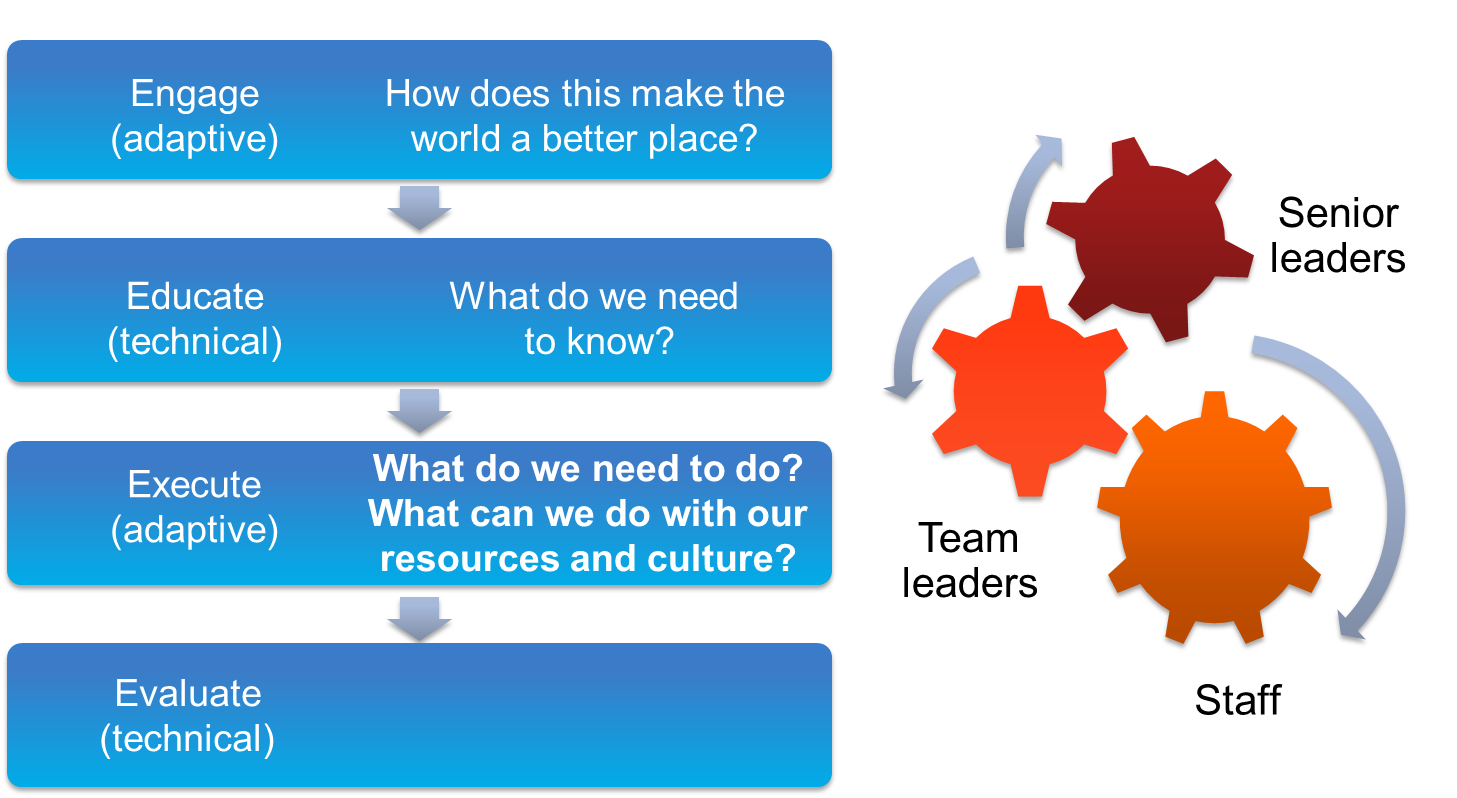 Engage
(adaptive)
How does this make the
world a better place?
Educate
(technical)
What do we need
to know?
Execute
(adaptive)
What do we need to do?
What can we do with our
resources and culture?
Evaluate
(technical)
Senior
leaders
Team
leaders
Staff